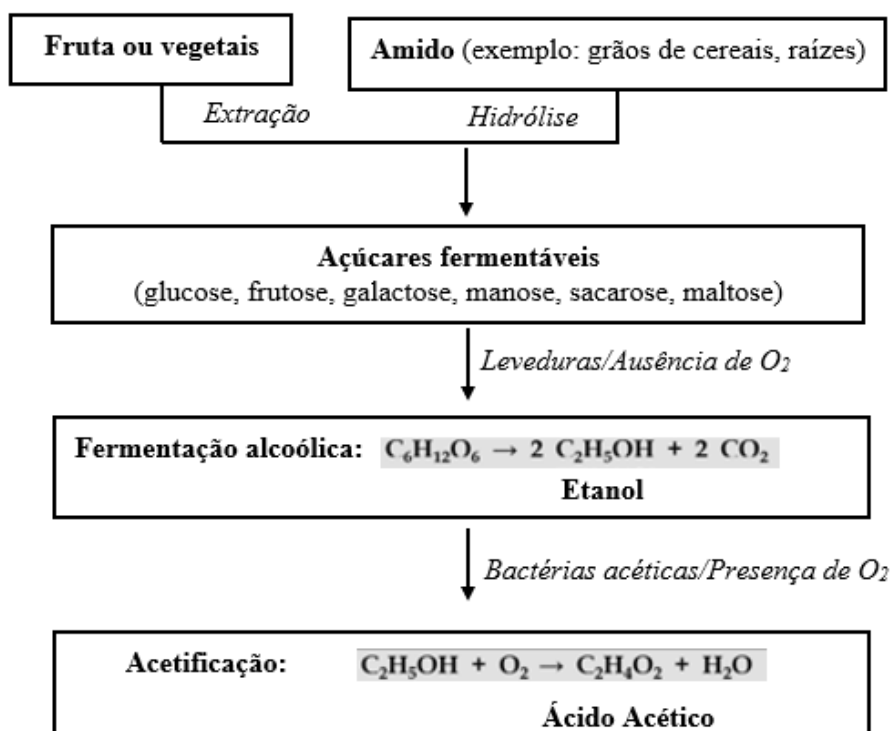 Fruta ou vegetais
Amido (exemplo: grãos de cereais, raízes)
Extração
Hidrólise
Açúcares fermentáveis
(glucose, frutose, galactose, manose, sacarose, maltose)
Leveduras/Ausência de O₂
Fermentação alcoólica: C₆H₁₂O₆ → 2 C₂H₅OH + 2 CO₂
Etanol
Bactérias acéticas/Presença de O₂
Acetificação: C₂H₅OH + O₂ → C₂H₄O₂ + H₂O
Ácido Acético